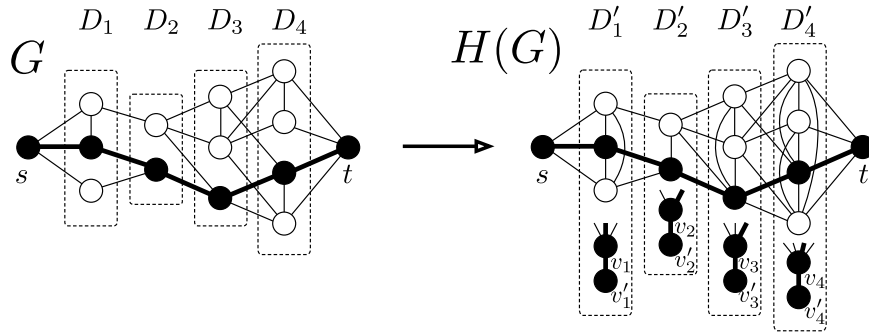 D₁ D₂ D₃ D₄ D′₁ D′₂ D′₃ D′₄
G H(G)
s t s t
v₁ v₂ v₃ v₄
v′₁ v′₂ v′₃ v′₄